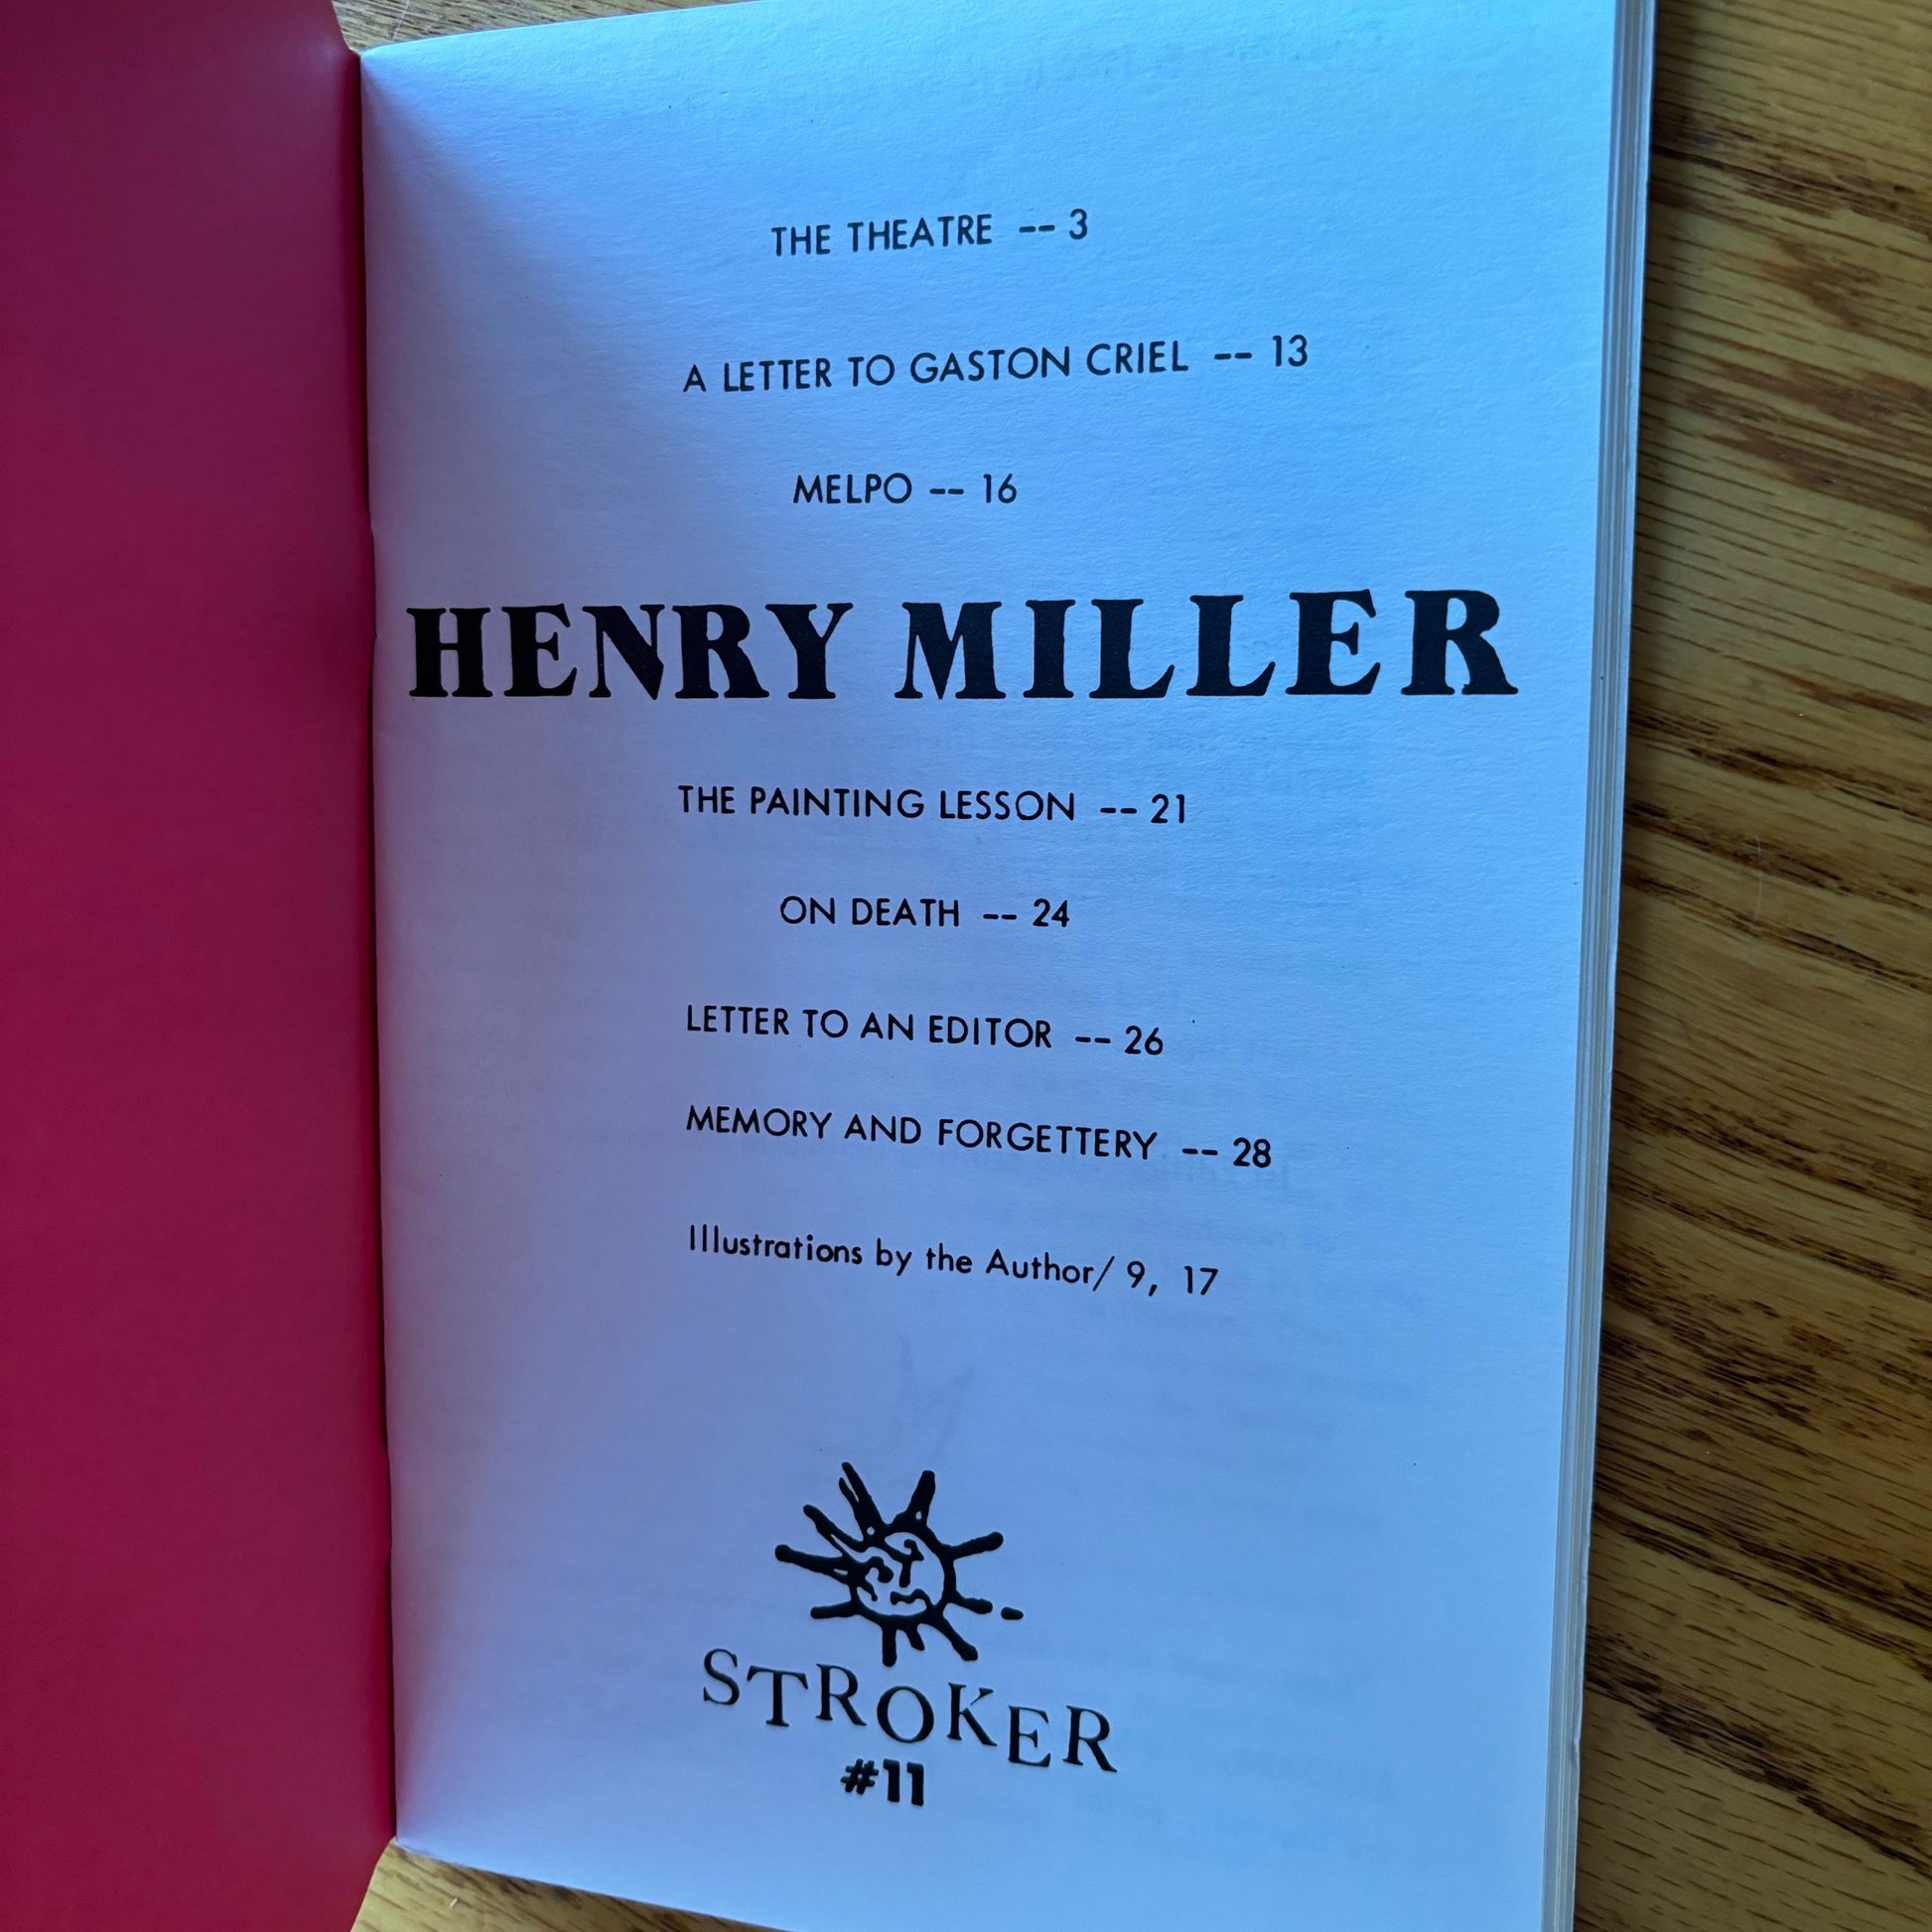 THE THEATRE -- 3
A LETTER TO GASTON CRIEL -- 13
MELPO -- 16
HENRY MILLER
THE PAINTING LESSON -- 21
ON DEATH -- 24
LETTER TO AN EDITOR -- 26
MEMORY AND FORGETTERY -- 28
Illustrations by the Author/ 9, 17
STROKER
#11